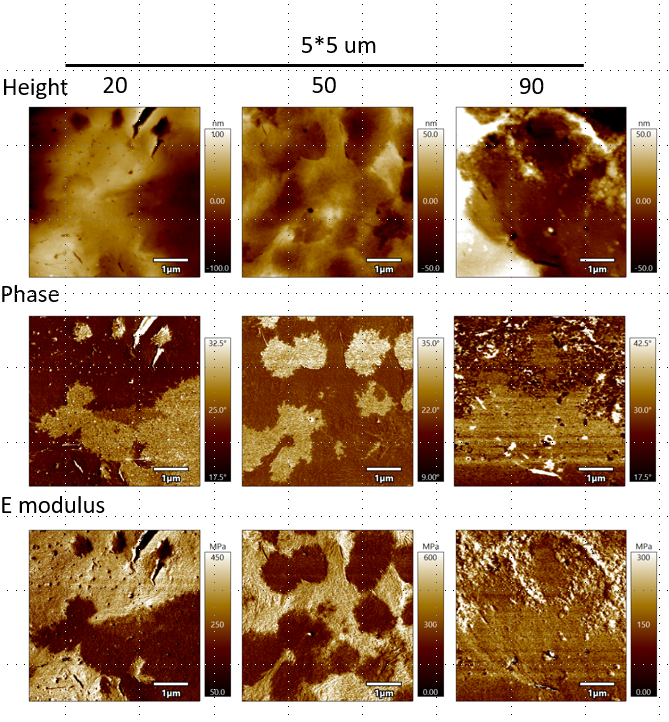 5*5 um
Height 20 50 90
nm nm nm
100 50.0 50.0
0.00 0.00 0.00
-100.0 -50.0 -50.0
1μm 1μm 1μm
Phase
32.5° 35.0° 42.5°
25.0° 22.0° 30.0°
17.5° 9.00° 17.5°
1μm 1μm 1μm
E modulus
MPa MPa MPa
450 600 300
250 300 150
50.0 0.00 0.00
1μm 1μm 1μm